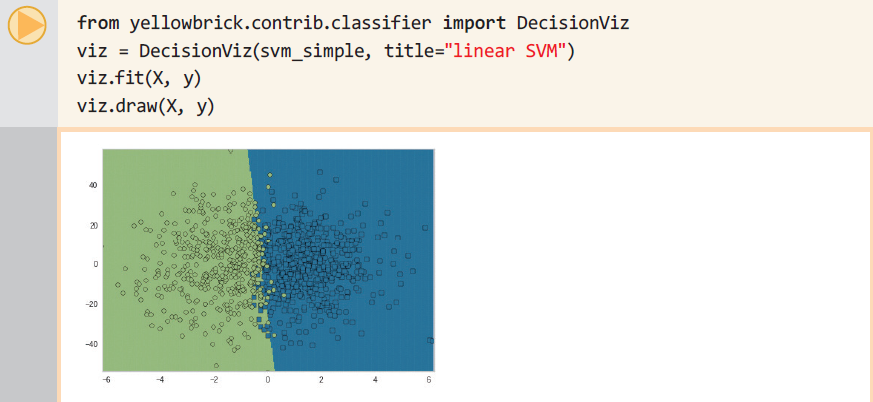 from yellowbrick.contrib.classifier import DecisionViz
viz = DecisionViz(svm_simple, title="linear SVM")
viz.fit(X, y)
viz.draw(X, y)
40
20
0
-20
-40
-6 -4 -2 0 2 4 6